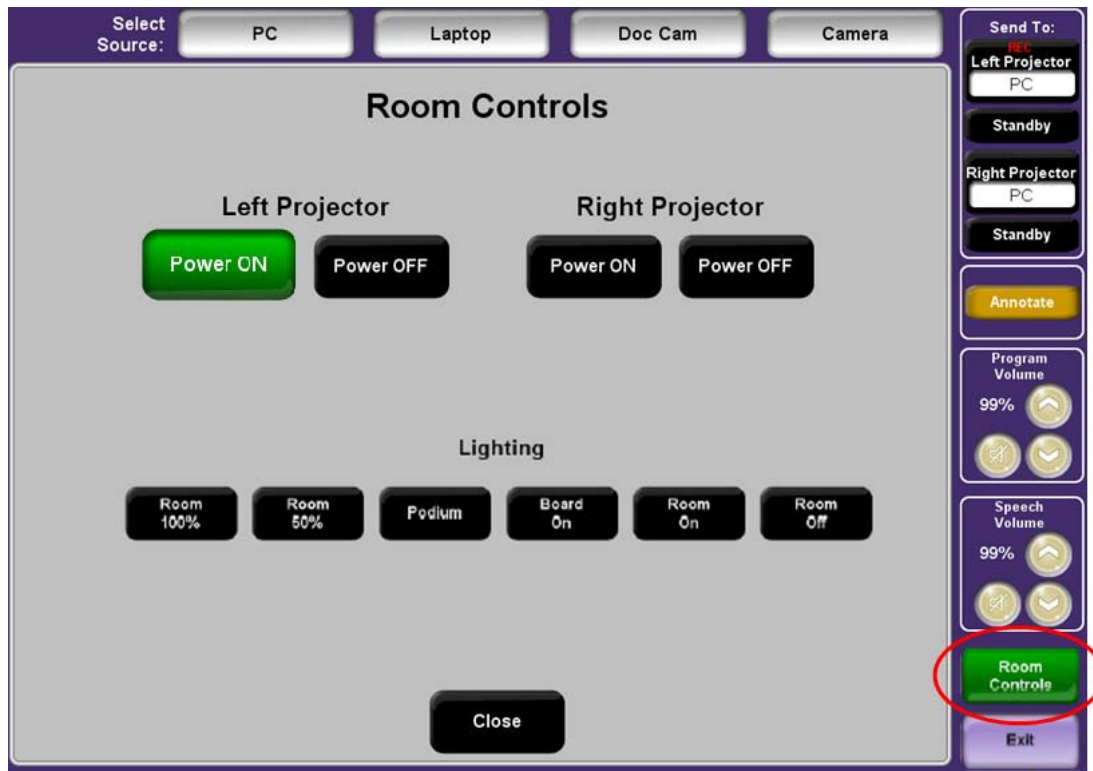 Select
Source:
PC
Laptop
Doc Cam
Camera
Room Controls
Left Projector
Right Projector
Power ON
Power OFF
Power ON
Power OFF
Lighting
Room
100%
Room
50%
Podium
Board
On
Room
On
Room
Off
Close
Send To:
REC
Left Projector
PC
Standby
Right Projector
PC
Standby
Annotate
Program
Volume
99%
Speech
Volume
99%
Room
Controls
Exit